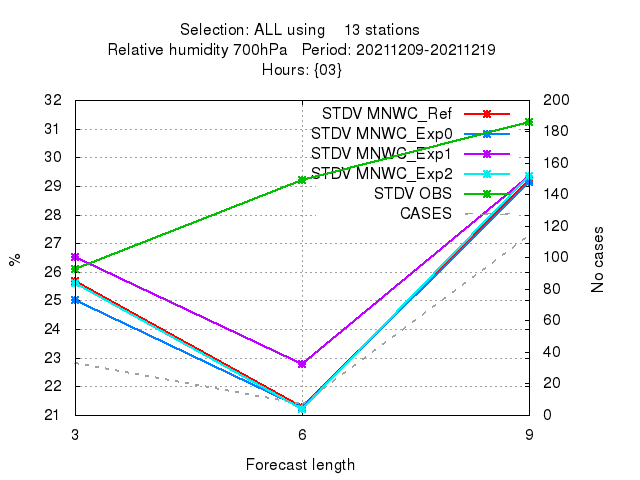 Selection: ALL using 13 stations
Relative humidity 700hPa Period: 20211209-20211219
Hours: {03}
32 200
31 180
30 160
29 140
28 120
27 100
26 80
25 60
24 40
23 20
22 0
21
STDV MNWC_Ref
STDV MNWC_Exp0
STDV MNWC_Exp1
STDV MNWC_Exp2
STDV OBS
CASES
%
No cases
3 6 9
Forecast length